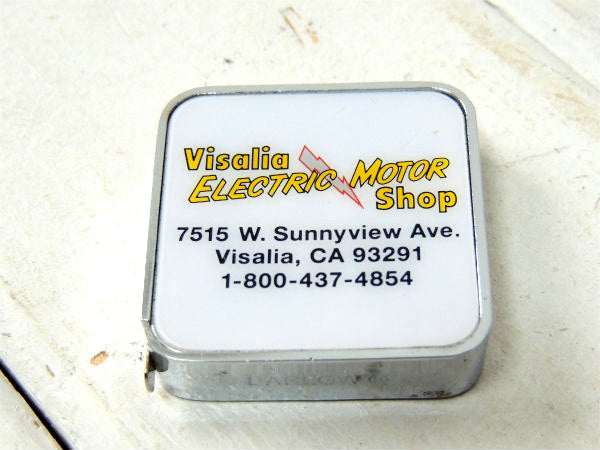 Visalia
ELECTRIC MOTOR
Shop
7515 W. Sunnyview Ave.
Visalia, CA 93291
1-800-437-4854